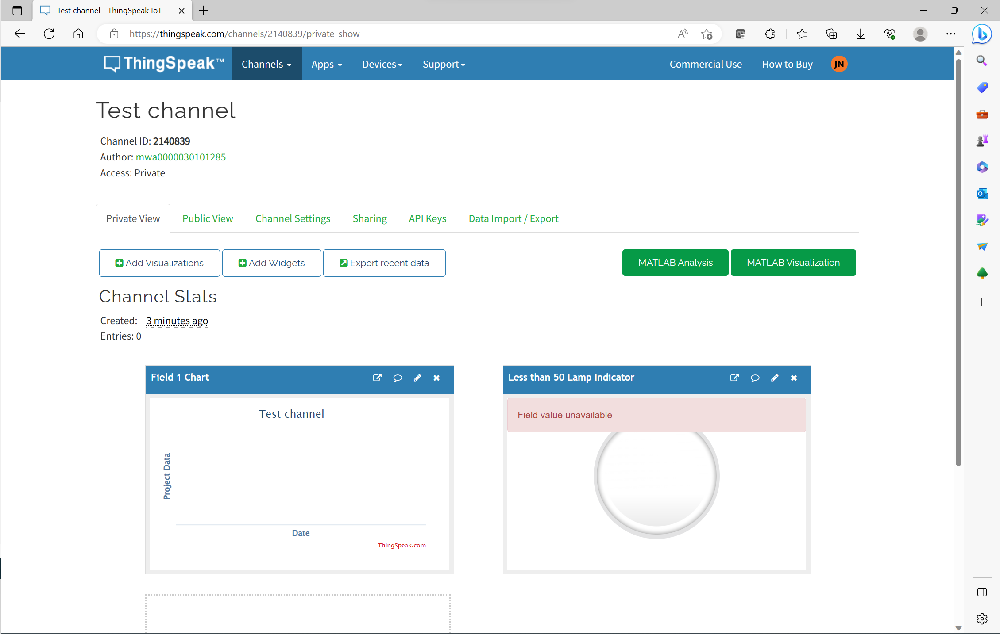 Test channel - ThingSpeak IoT
https://thingspeak.com/channels/2140839/private_show
ThingSpeak™ Channels Apps Devices Support Commercial Use How to Buy JN
Test channel
Channel ID: 2140839
Author: mwa0000030101285
Access: Private
Private View Public View Channel Settings Sharing API Keys Data Import / Export
Add Visualizations Add Widgets Export recent data MATLAB Analysis MATLAB Visualization
Channel Stats
Created: 3 minutes ago
Entries: 0
Field 1 Chart
Test channel
Project Data
Date
ThingSpeak.com
Less than 50 Lamp Indicator
Field value unavailable